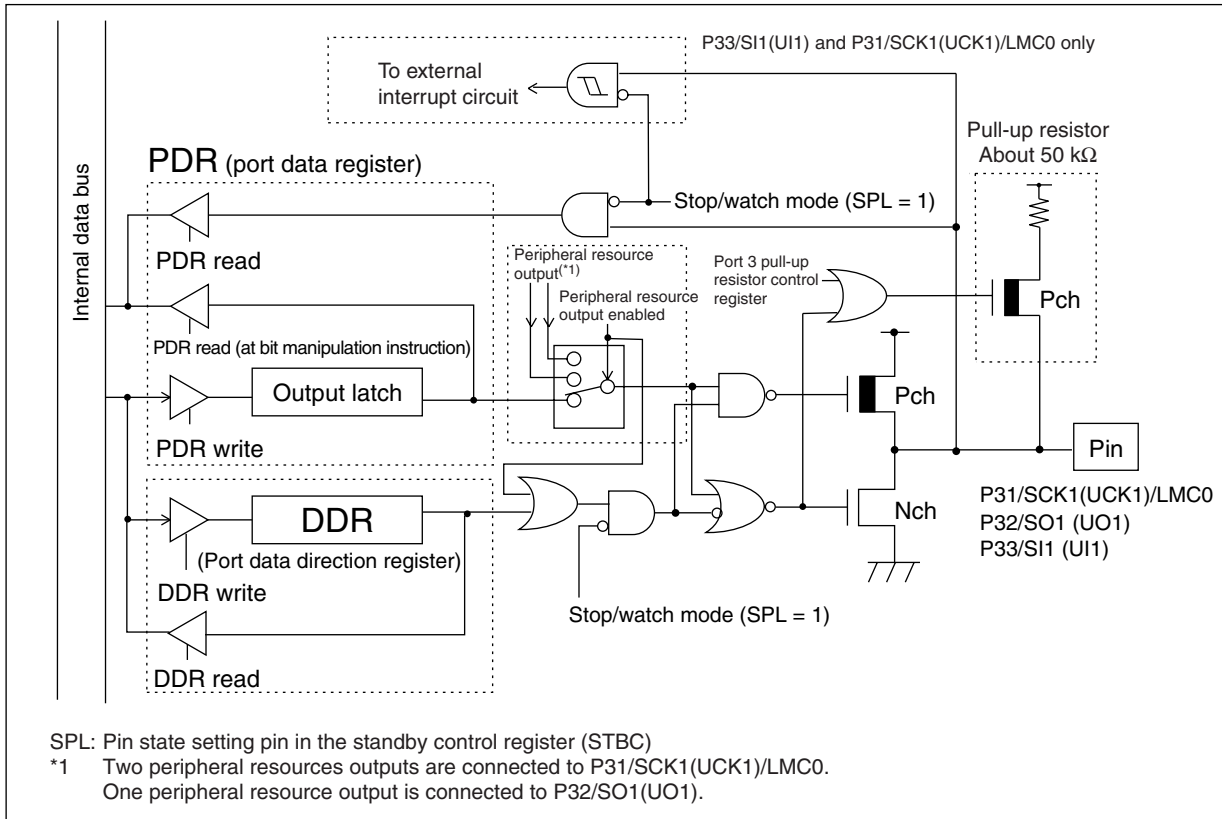 P33/SI1(UI1) and P31/SCK1(UCK1)/LMC0 only
To external
interrupt circuit
Pull-up resistor
About 50 kΩ
PDR (port data register)
Internal data bus
Stop/watch mode (SPL = 1)
PDR read
Peripheral resource
output(*1)
Peripheral resource
output enabled
Port 3 pull-up
resistor control
register
Pch
PDR read (at bit manipulation instruction)
Output latch
Pch
PDR write
Pin
DDR
Nch
P31/SCK1(UCK1)/LMC0
P32/SO1 (UO1)
P33/SI1 (UI1)
(Port data direction register)
DDR write
Stop/watch mode (SPL = 1)
DDR read
SPL: Pin state setting pin in the standby control register (STBC)
*1 Two peripheral resources outputs are connected to P31/SCK1(UCK1)/LMC0.
One peripheral resource output is connected to P32/SO1(UO1).